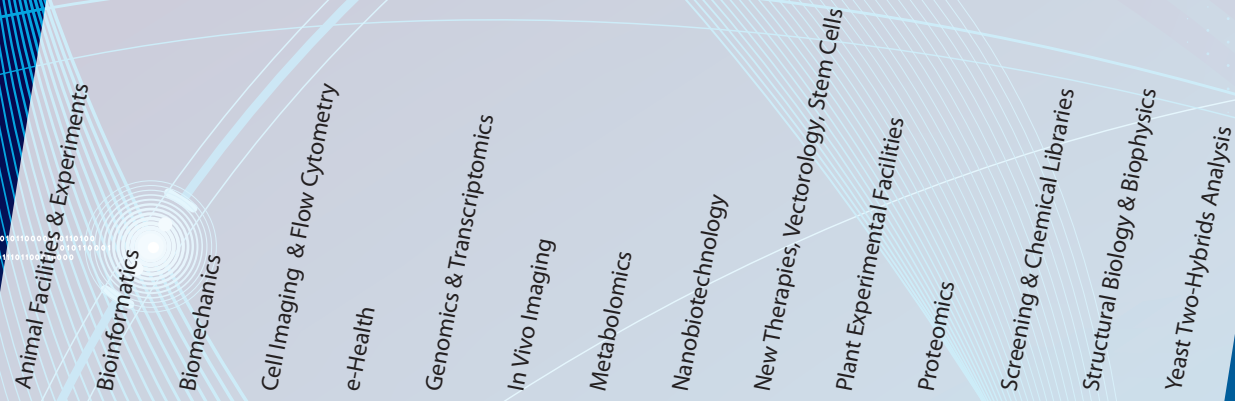 Animal Facilities & Experiments
Bioinformatics
Biomechanics
Cell Imaging & Flow Cytometry
e-Health
Genomics & Transcriptomics
In Vivo Imaging
Metabolomics
Nanobiotechnology
New Therapies, Vectorology, Stem Cells
Plant Experimental Facilities
Proteomics
Screening & Chemical Libraries
Structural Biology & Biophysics
Yeast Two-Hybrids Analysis